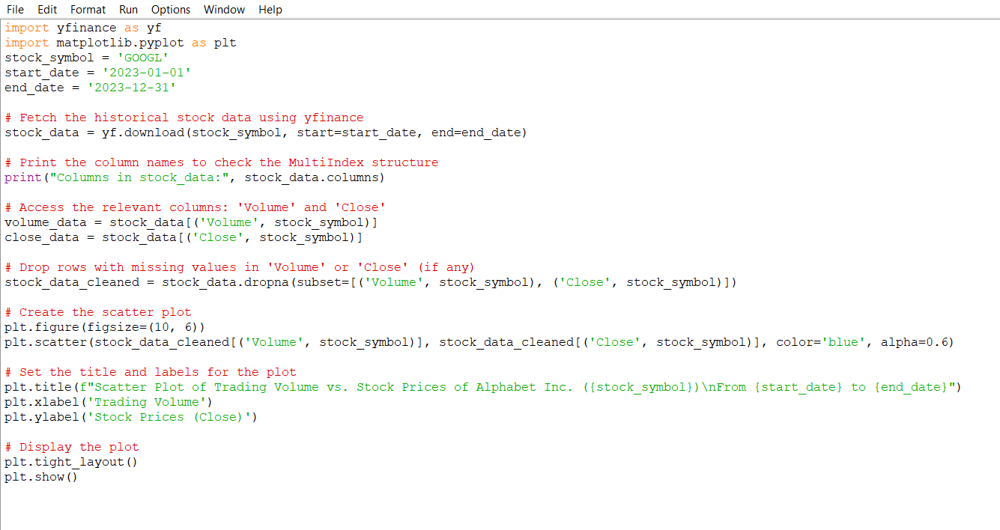 File Edit Format Run Options Window Help
import yfinance as yf
import matplotlib.pyplot as plt
stock_symbol = 'GOOGL'
start_date = '2023-01-01'
end_date = '2023-12-31'
# Fetch the historical stock data using yfinance
stock_data = yf.download(stock_symbol, start=start_date, end=end_date)
# Print the column names to check the MultiIndex structure
print("Columns in stock_data:", stock_data.columns)
# Access the relevant columns: 'Volume' and 'Close'
volume_data = stock_data[('Volume', stock_symbol)]
close_data = stock_data[('Close', stock_symbol)]
# Drop rows with missing values in 'Volume' or 'Close' (if any)
stock_data_cleaned = stock_data.dropna(subset=[('Volume', stock_symbol), ('Close', stock_symbol)])
# Create the scatter plot
plt.figure(figsize=(10, 6))
plt.scatter(stock_data_cleaned[('Volume', stock_symbol)], stock_data_cleaned[('Close', stock_symbol)], color='blue', alpha=0.6)
# Set the title and labels for the plot
plt.title(f"Scatter Plot of Trading Volume vs. Stock Prices of Alphabet Inc. ({stock_symbol})\nFrom {start_date} to {end_date}")
plt.xlabel('Trading Volume')
plt.ylabel('Stock Prices (Close)')
# Display the plot
plt.tight_layout()
plt.show()